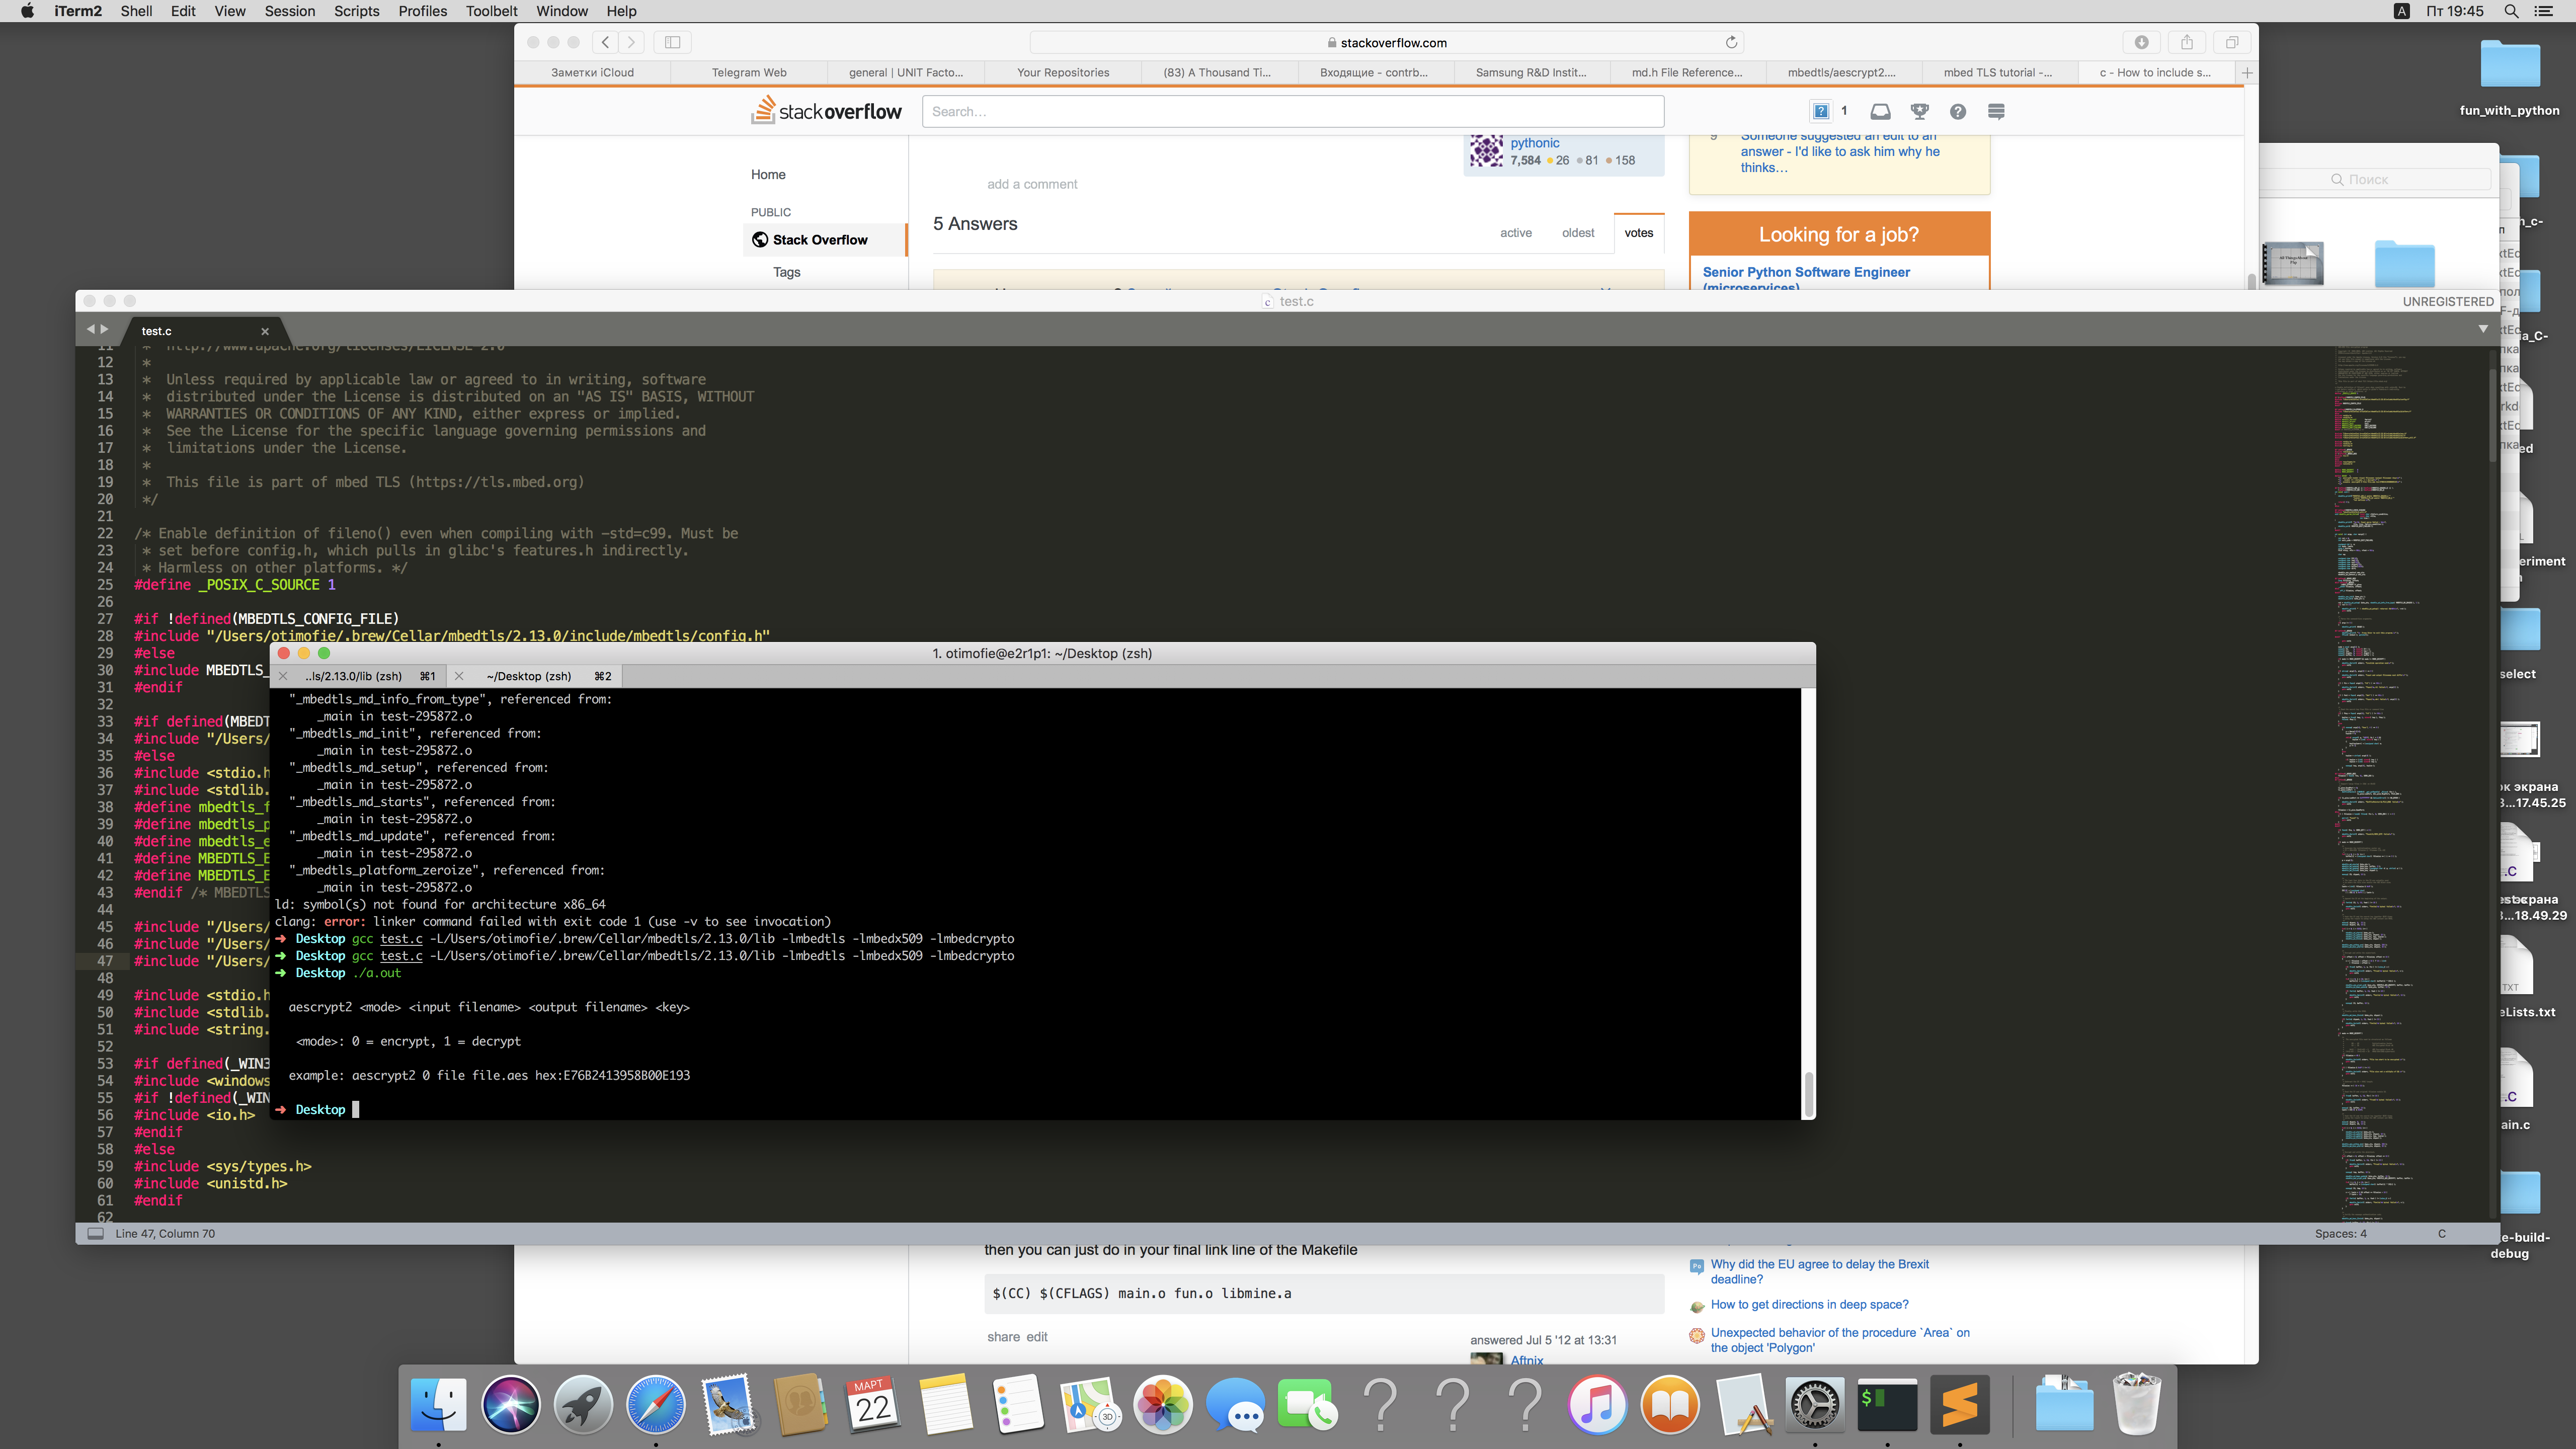 iTerm2 Shell Edit View Session Scripts Profiles Toolbelt Window Help
A Пт 19:45
stackoverflow.com
Заметки iCloud
Telegram Web
general | UNIT Facto...
Your Repositories
(83) A Thousand Ti...
Входящие - contrb...
Samsung R&D Instit...
md.h File Reference...
mbedtls/aescrypt2....
mbed TLS tutorial -...
c - How to include s...
stackoverflow
Search...
1
Home
PUBLIC
Stack Overflow
Tags
pythonic
7,584 26 81 158
add a comment
5 Answers
active oldest votes
9 Someone suggested an edit to an
answer - I'd like to ask him why he
thinks...
Looking for a job?
Senior Python Software Engineer
(microservices)
Поиск
fun_with_python
test.c
UNREGISTERED
test.c
11 * http://www.apache.org/licenses/LICENSE-2.0
12 *
13 * Unless required by applicable law or agreed to in writing, software
14 * distributed under the License is distributed on an "AS IS" BASIS, WITHOUT
15 * WARRANTIES OR CONDITIONS OF ANY KIND, either express or implied.
16 * See the License for the specific language governing permissions and
17 * limitations under the License.
18 *
19 * This file is part of mbed TLS (https://tls.mbed.org)
20 */
21
22 /* Enable definition of fileno() even when compiling with -std=c99. Must be
23 * set before config.h, which pulls in glibc's features.h indirectly.
24 * Harmless on other platforms. */
25 #define _POSIX_C_SOURCE 1
26
27 #if !defined(MBEDTLS_CONFIG_FILE)
28 #include "/Users/otimofie/.brew/Cellar/mbedtls/2.13.0/include/mbedtls/config.h"
29 #else
30 #include MBEDTLS_
31 #endif
32
33 #if defined(MBEDT
34 #include "/Users/
35 #else
36 #include <stdio.h
37 #include <stdlib.
38 #define mbedtls_f
39 #define mbedtls_p
40 #define mbedtls_e
41 #define MBEDTLS_E
42 #define MBEDTLS_E
43 #endif /* MBEDTLS
44
45 #include "/Users/
46 #include "/Users/
47 #include "/Users/
48
49 #include <stdio.h
50 #include <stdlib.
51 #include <string.
52
53 #if defined(_WIN3
54 #include <windows
55 #if !defined(_WIN
56 #include <io.h>
57 #endif
58 #else
59 #include <sys/types.h>
60 #include <unistd.h>
61 #endif
62
Line 47, Column 70
Spaces: 4
C
1. otimofie@e2r1p1: ~/Desktop (zsh)
..ls/2.13.0/lib (zsh) ⌘1
~/Desktop (zsh) ⌘2
"_mbedtls_md_info_from_type", referenced from:
_main in test-295872.o
"_mbedtls_md_init", referenced from:
_main in test-295872.o
"_mbedtls_md_setup", referenced from:
_main in test-295872.o
"_mbedtls_md_starts", referenced from:
_main in test-295872.o
"_mbedtls_md_update", referenced from:
_main in test-295872.o
"_mbedtls_platform_zeroize", referenced from:
_main in test-295872.o
ld: symbol(s) not found for architecture x86_64
clang: error: linker command failed with exit code 1 (use -v to see invocation)
➜ Desktop gcc test.c -L/Users/otimofie/.brew/Cellar/mbedtls/2.13.0/lib -lmbedtls -lmbedx509 -lmbedcrypto
➜ Desktop gcc test.c -L/Users/otimofie/.brew/Cellar/mbedtls/2.13.0/lib -lmbedtls -lmbedx509 -lmbedcrypto
➜ Desktop ./a.out
aescrypt2 <mode> <input filename> <output filename> <key>
<mode>: 0 = encrypt, 1 = decrypt
example: aescrypt2 0 file file.aes hex:E76B2413958B00E193
➜ Desktop
then you can just do in your final link line of the Makefile
$(CC) $(CFLAGS) main.o fun.o libmine.a
share edit
answered Jul 5 '12 at 13:31
Aftnix
Why did the EU agree to delay the Brexit
deadline?
How to get directions in deep space?
Unexpected behavior of the procedure `Area` on
the object 'Polygon'
select
ок экрана
3...17.45.25
3...18.49.29
TXT
eLists.txt
.C
ain.c
e-build-
debug
МАРТ
22
3D